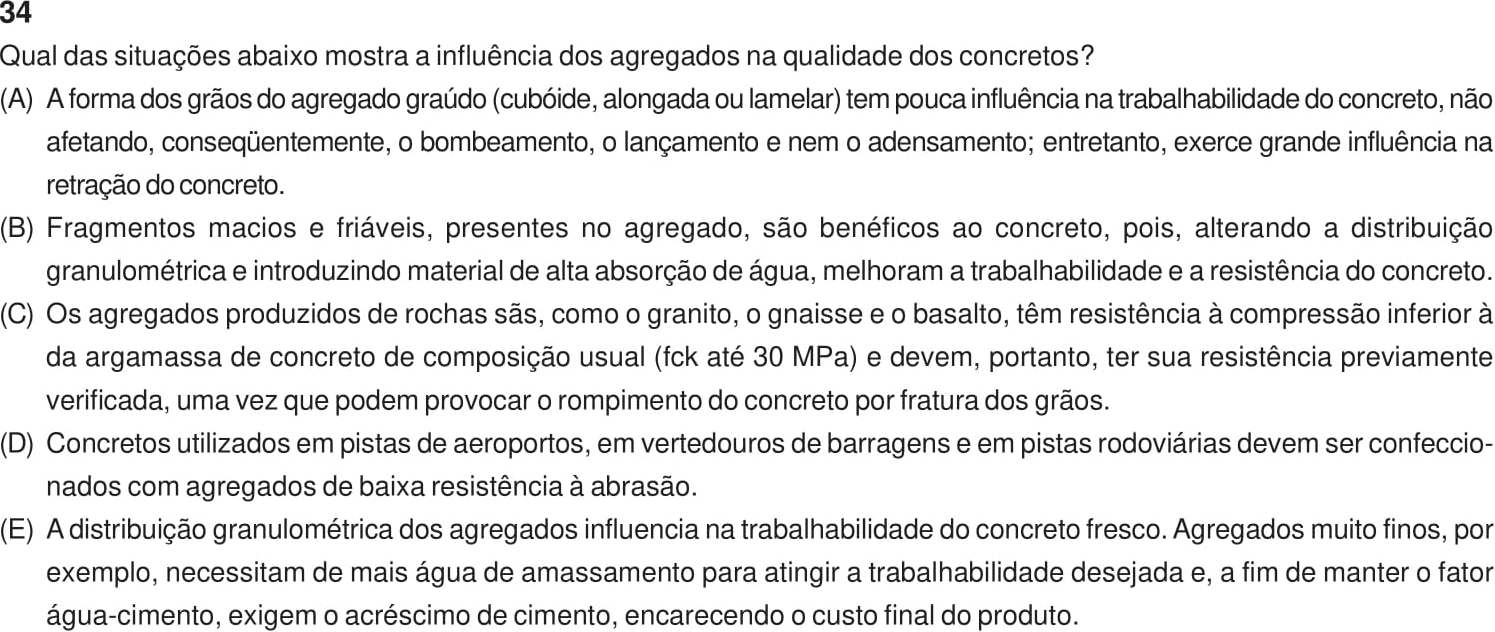 34
Qual das situações abaixo mostra a influência dos agregados na qualidade dos concretos?
(A) A forma dos grãos do agregado graúdo (cubóide, alongada ou lamelar) tem pouca influência na trabalhabilidade do concreto, não
afetando, conseqüentemente, o bombeamento, o lançamento e nem o adensamento; entretanto, exerce grande influência na
retração do concreto.
(B) Fragmentos macios e friáveis, presentes no agregado, são benéficos ao concreto, pois, alterando a distribuição
granulométrica e introduzindo material de alta absorção de água, melhoram a trabalhabilidade e a resistência do concreto.
(C) Os agregados produzidos de rochas sãs, como o granito, o gnaisse e o basalto, têm resistência à compressão inferior à
da argamassa de concreto de composição usual (fck até 30 MPa) e devem, portanto, ter sua resistência previamente
verificada, uma vez que podem provocar o rompimento do concreto por fratura dos grãos.
(D) Concretos utilizados em pistas de aeroportos, em vertedouros de barragens e em pistas rodoviárias devem ser confeccio-
nados com agregados de baixa resistência à abrasão.
(E) A distribuição granulométrica dos agregados influencia na trabalhabilidade do concreto fresco. Agregados muito finos, por
exemplo, necessitam de mais água de amassamento para atingir a trabalhabilidade desejada e, a fim de manter o fator
água-cimento, exigem o acréscimo de cimento, encarecendo o custo final do produto.